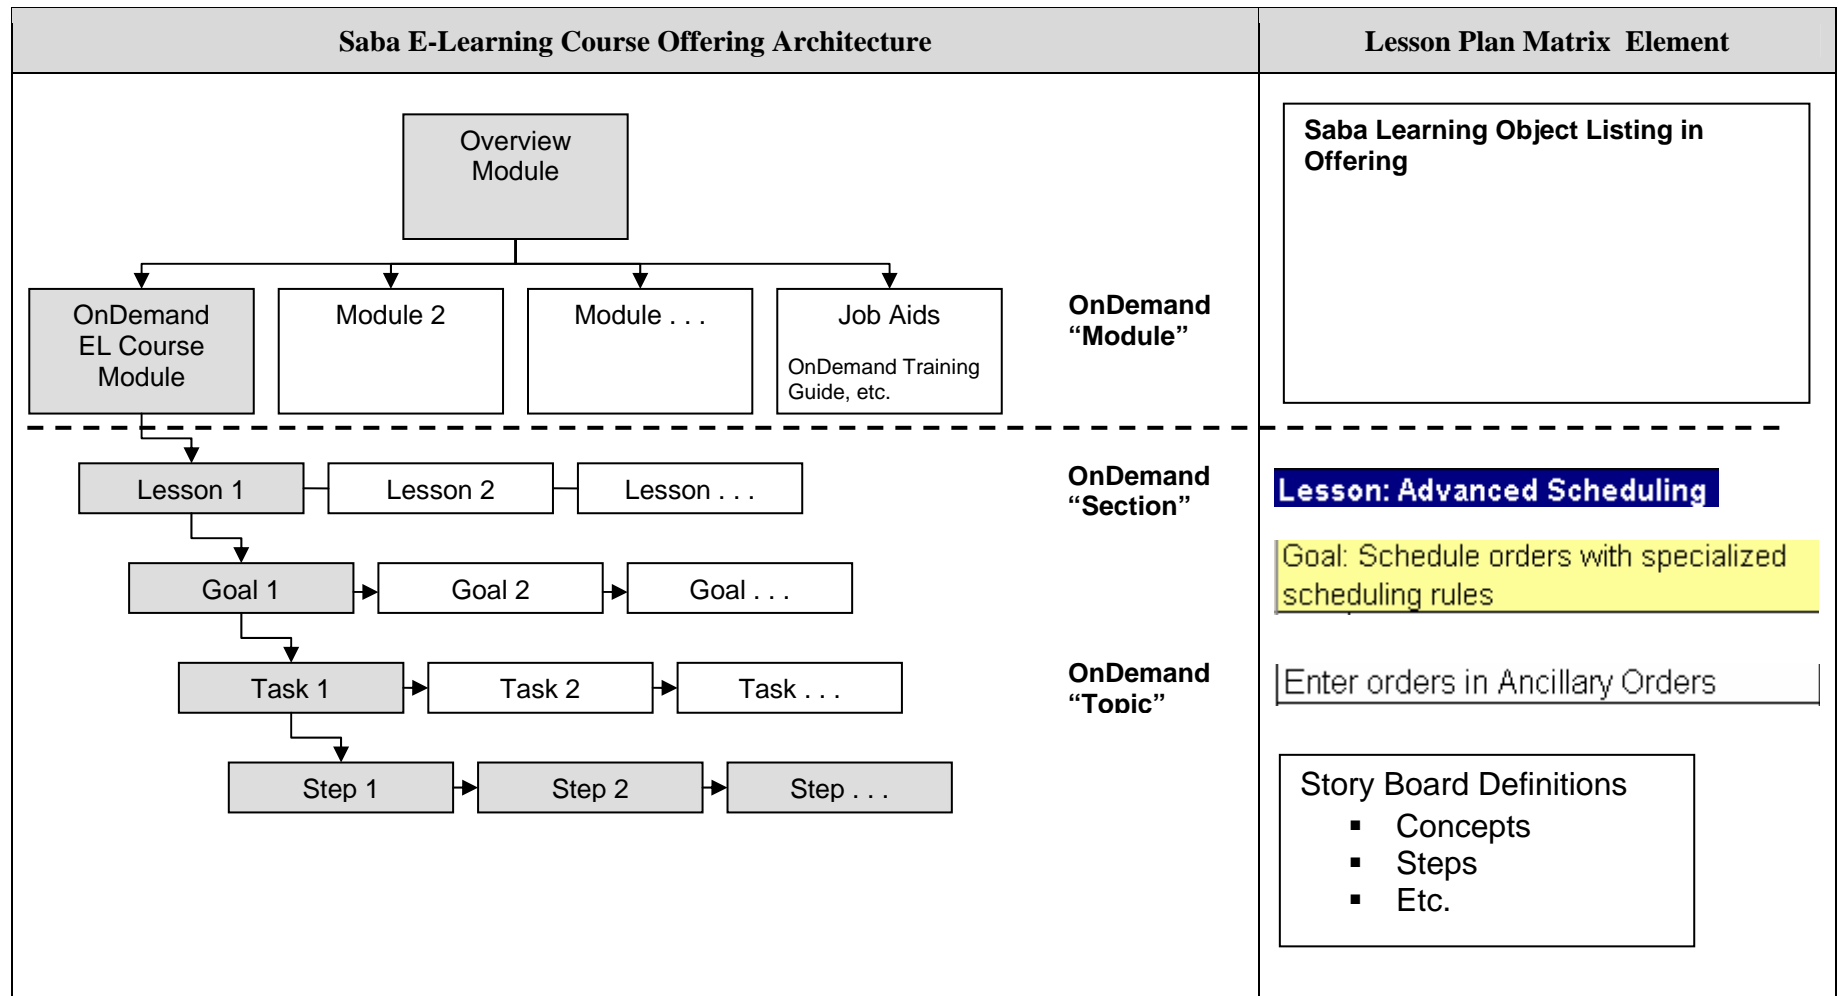 Saba E-Learning Course Offering Architecture
Lesson Plan Matrix Element
Overview
Module
Saba Learning Object Listing in
Offering
OnDemand
EL Course
Module
Module 2
Module . . .
Job Aids
OnDemand Training
Guide, etc.
OnDemand
“Module”
Lesson 1
Lesson 2
Lesson . . .
OnDemand
“Section”
Lesson: Advanced Scheduling
Goal 1
Goal 2
Goal . . .
Goal: Schedule orders with specialized
scheduling rules
Task 1
Task 2
Task . . .
OnDemand
“Topic”
Enter orders in Ancillary Orders
Step 1
Step 2
Step . . .
Story Board Definitions
▪ Concepts
▪ Steps
▪ Etc.